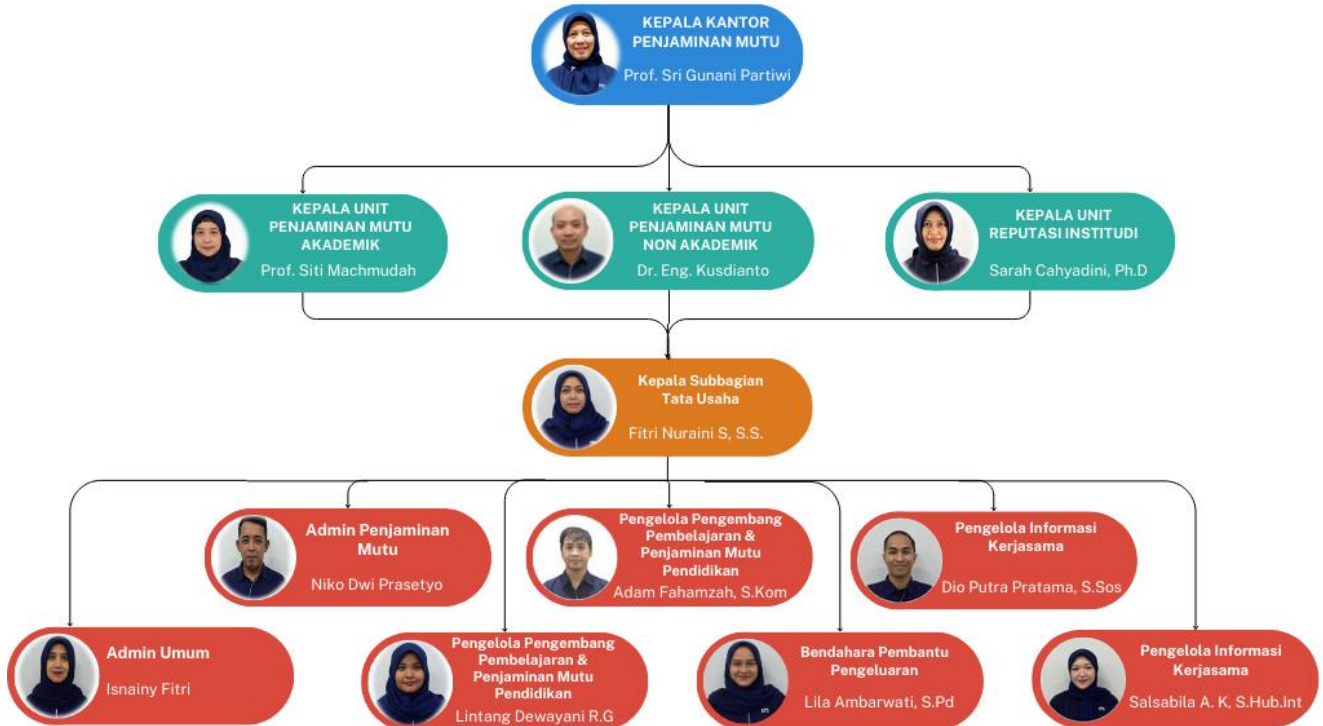 KEPALA KANTOR
PENJAMINAN MUTU
Prof. Sri Gunani Partiwi
KEPALA UNIT
PENJAMINAN MUTU
AKADEMIK
Prof. Siti Machmudah
KEPALA UNIT
PENJAMINAN MUTU
NON AKADEMIK
Dr. Eng. Kusdianto
KEPALA UNIT
REPUTASI INSTITUDI
Sarah Cahyadini, Ph.D
Kepala Subbagian
Tata Usaha
Fitri Nuraini S, S.S.
Admin Penjaminan
Mutu
Niko Dwi Prasetyo
Pengelola Pengembang
Pembelajaran &
Penjaminan Mutu
Pendidikan
Adam Fahamzah, S.Kom
Pengelola Informasi
Kerjasama
Dio Putra Pratama, S.Sos
Admin Umum
Isnainy Fitri
Pengelola Pengembang
Pembelajaran &
Penjaminan Mutu
Pendidikan
Lintang Dewayani R.G
Bendahara Pembantu
Pengeluaran
Lila Ambarwati, S.Pd
Pengelola Informasi
Kerjasama
Salsabila A. K, S.Hub.Int